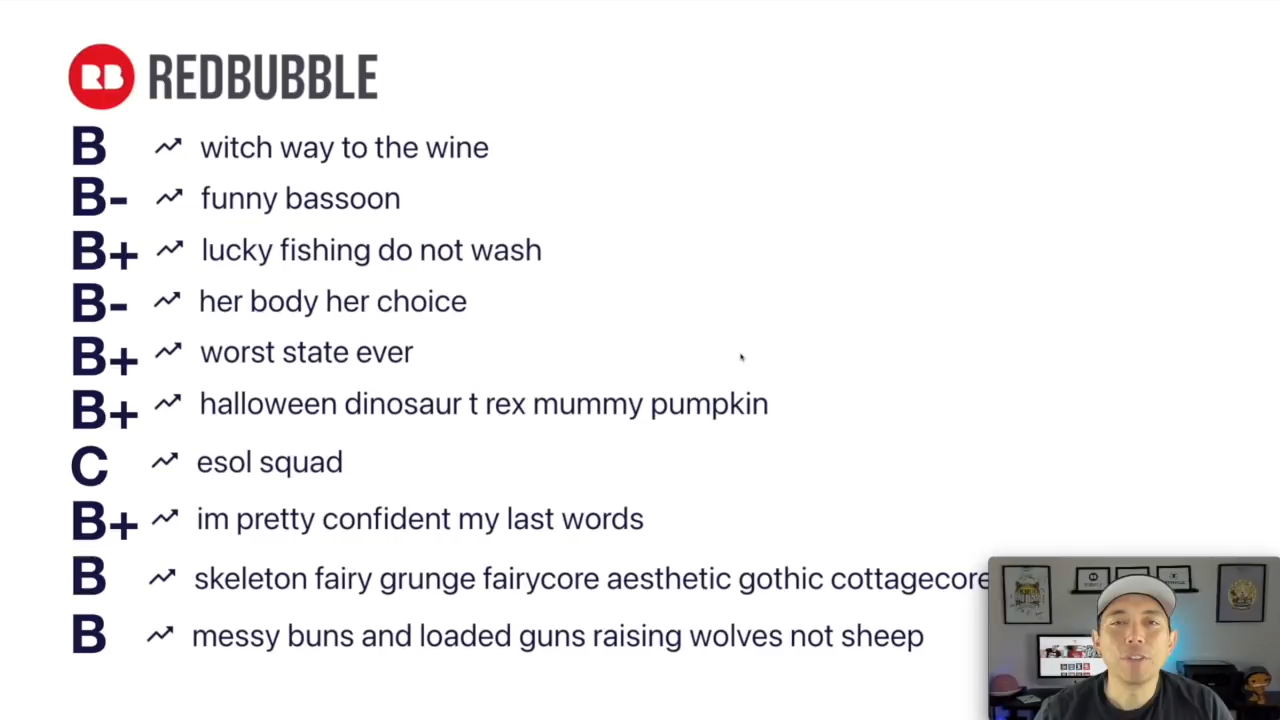 RB REDBUBBLE
B witch way to the wine
B- funny bassoon
B+ lucky fishing do not wash
B- her body her choice
B+ worst state ever
B+ halloween dinosaur t rex mummy pumpkin
C esol squad
B+ im pretty confident my last words
B skeleton fairy grunge fairycore aesthetic gothic cottagecore
B messy buns and loaded guns raising wolves not sheep